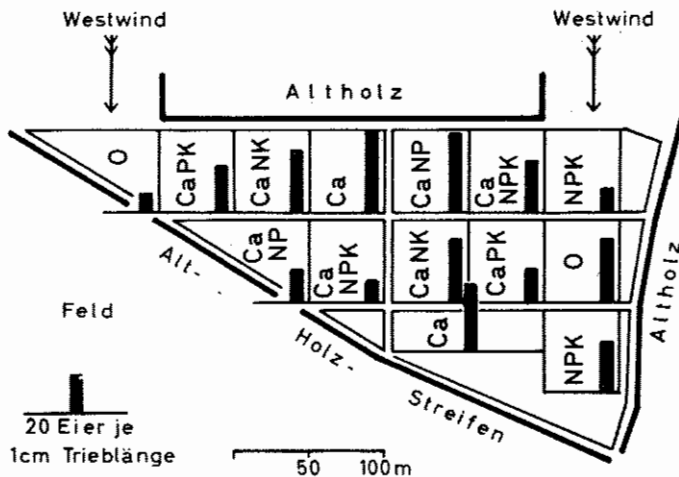 Westwind
Westwind
Altholz
O
CaPK
CaNK
Ca
CaNP
Ca
NPK
NPK
Ca
NP
Ca
NPK
CaNK
CaPK
O
Alt-
Holz-
Streifen
Altholz
Ca
NPK
Feld
20 Eier je
1cm Trieblänge
50
100m